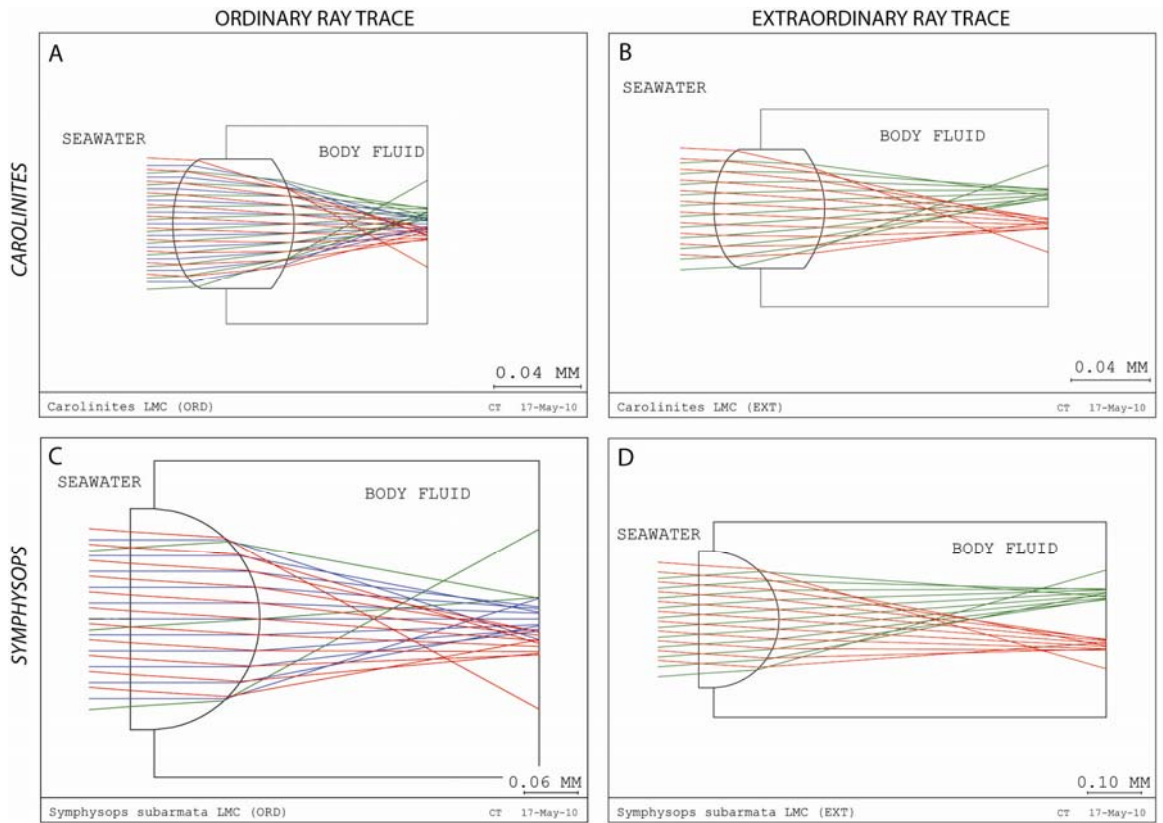 ORDINARY RAY TRACE
EXTRAORDINARY RAY TRACE
CAROLINITES
A
SEAWATER
BODY FLUID
0.04 MM
Carolinites LMC (ORD) CT 17-May-10
B
SEAWATER
BODY FLUID
0.04 MM
Carolinites LMC (EXT) CT 17-May-10
SYMPHYSOPS
C
SEAWATER
BODY FLUID
0.06 MM
Symphysops subarmata LMC (ORD) CT 17-May-10
D
SEAWATER
BODY FLUID
0.10 MM
Symphysops subarmata LMC (EXT) CT 17-May-10